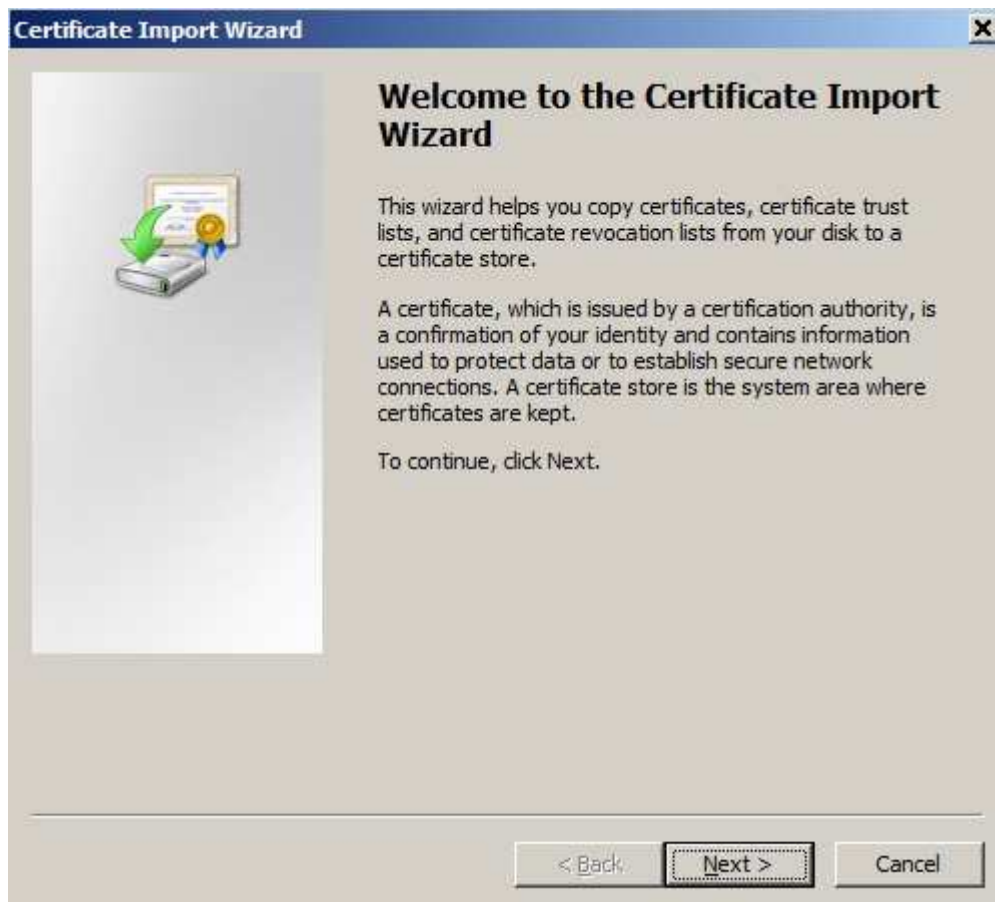 Certificate Import Wizard
Welcome to the Certificate Import
Wizard
This wizard helps you copy certificates, certificate trust
lists, and certificate revocation lists from your disk to a
certificate store.
A certificate, which is issued by a certification authority, is
a confirmation of your identity and contains information
used to protect data or to establish secure network
connections. A certificate store is the system area where
certificates are kept.
To continue, click Next.
< Back Next > Cancel